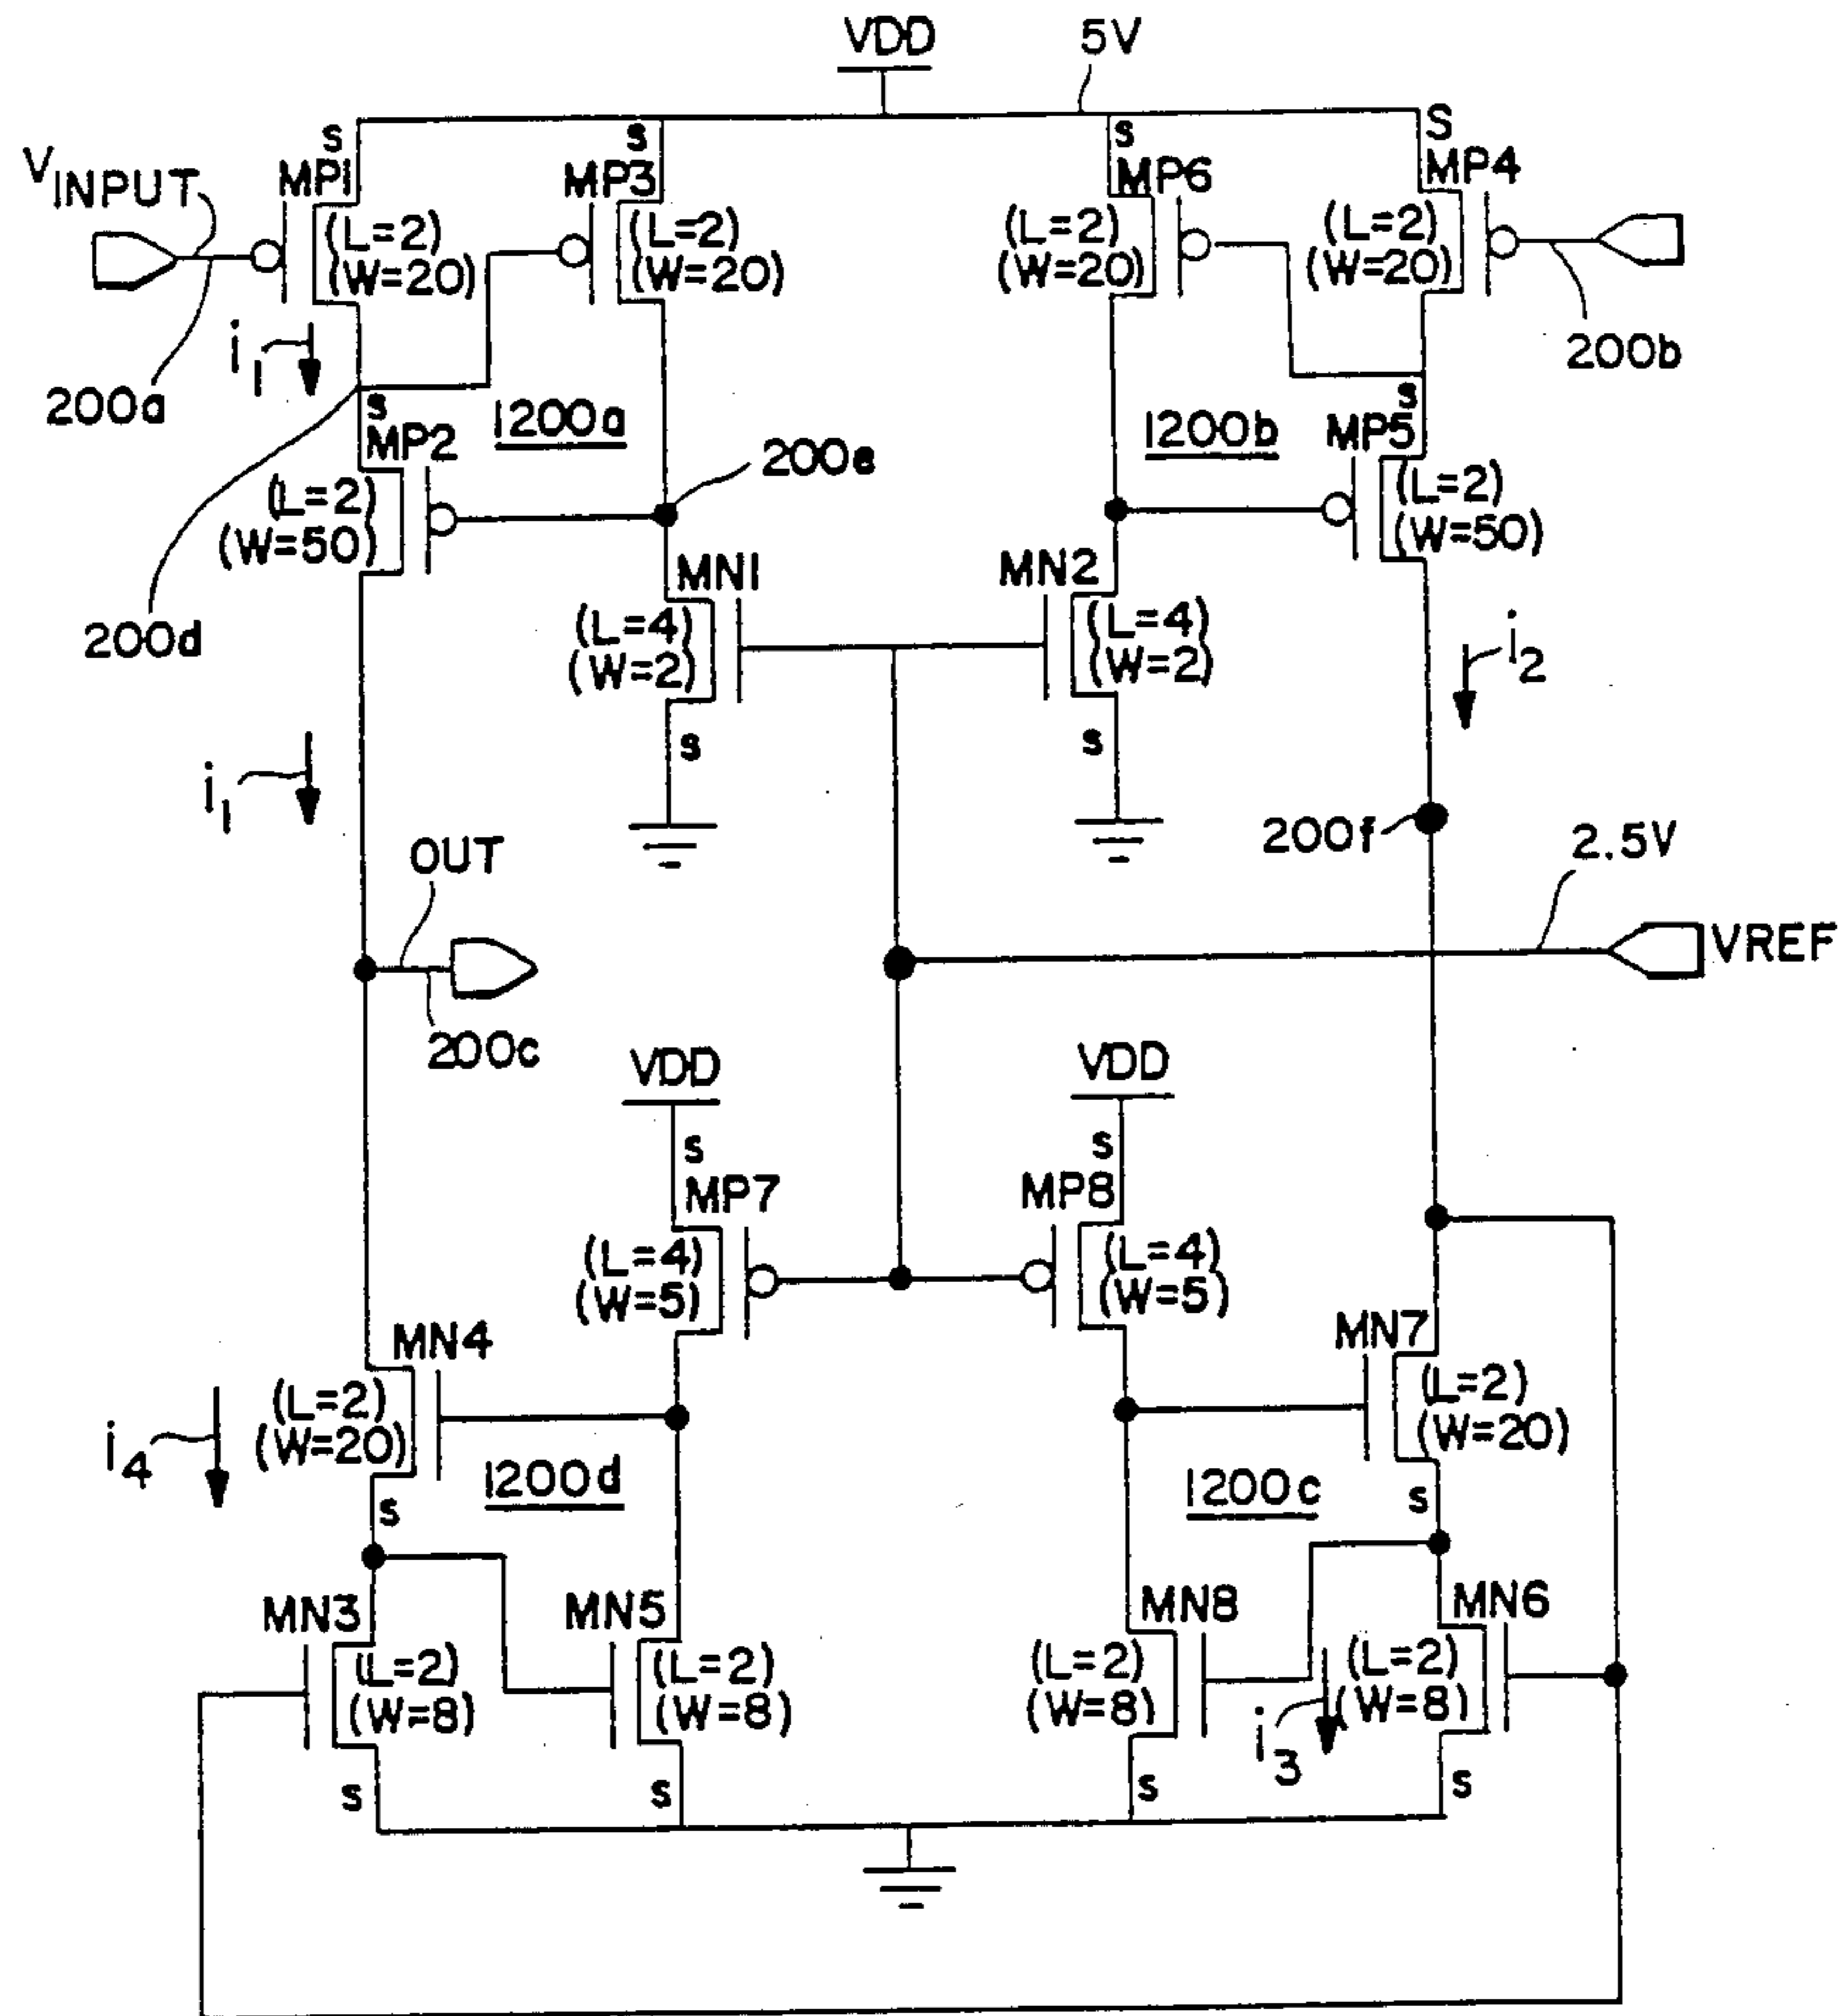 VDD
5V
S
S
S
S
VINPUT
MP1
MP3
MP6
MP4
(L=2)
(W=20)
(L=2)
(W=20)
(L=2)
(W=20)
(L=2)
(W=20)
i1
200a
200b
S
MP2
1200a
200e
1200b
MP5
S
(L=2)
(W=50)
(L=2)
(W=50)
200d
MN1
MN2
(L=4)
(W=2)
(L=4)
(W=2)
i2
S
S
i1
200f
OUT
2.5V
VREF
200c
VDD
VDD
S
S
MP7
MP8
(L=4)
(W=5)
(L=4)
(W=5)
MN4
MN7
(L=2)
(W=20)
(L=2)
(W=20)
i4
1200d
1200c
S
S
MN3
MN5
MN8
MN6
(L=2)
(W=8)
(L=2)
(W=8)
(L=2)
(W=8)
(L=2)
(W=8)
i3
S
S
S
S